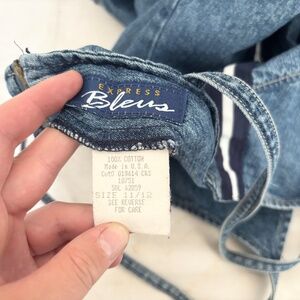 EXPRESS
Bleus
100% COTTON
Made in U.S.A.
SIZE 11/12
SEE REVERSE
FOR CARE